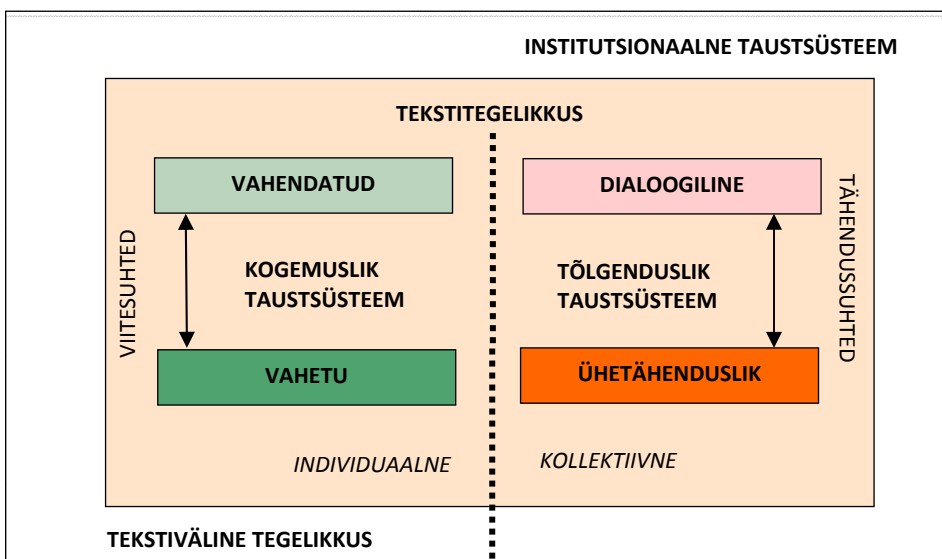 INSTITUTSIONAALNE TAUSTSÜSTEEM
TEKSTITEGELIKKUS
VAHENDATUD
DIALOOGILINE
VIITESUHTED
KOGEMUSLIK
TAUSTSÜSTEEM
TÕLGENDUSLIK
TAUSTSÜSTEEM
TÄHENDUSSUHTED
VAHETU
ÜHETÄHENDUSLIK
INDIVIDUAALNE
KOLLEKTIIVNE
TEKSTIVÄLINE TEGELIKKUS